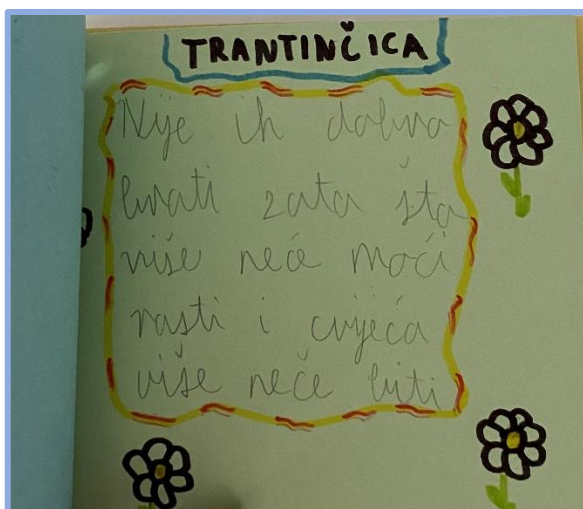 TRANTINČICA
Nije ih dobro
brati zato što
više neće moći
rasti i cvijeća
više neće biti